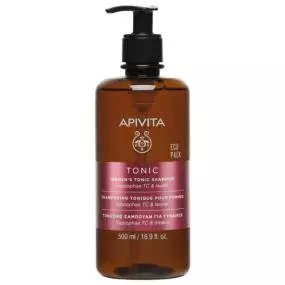 APIVITA
ECO
PACK
TONIC
WOMEN'S TONIC SHAMPOO
Hippophae TC & laurel
SHAMPOOING TONIQUE POUR FEMMES
Hippophae TC & laurier
ΤΟΝΩΤΙΚΟ ΣΑΜΠΟΥΑΝ ΓΙΑ ΓΥΝΑΙΚΕΣ
Hippophae TC & δάφνη
500 ml / 16.9 fl. oz.